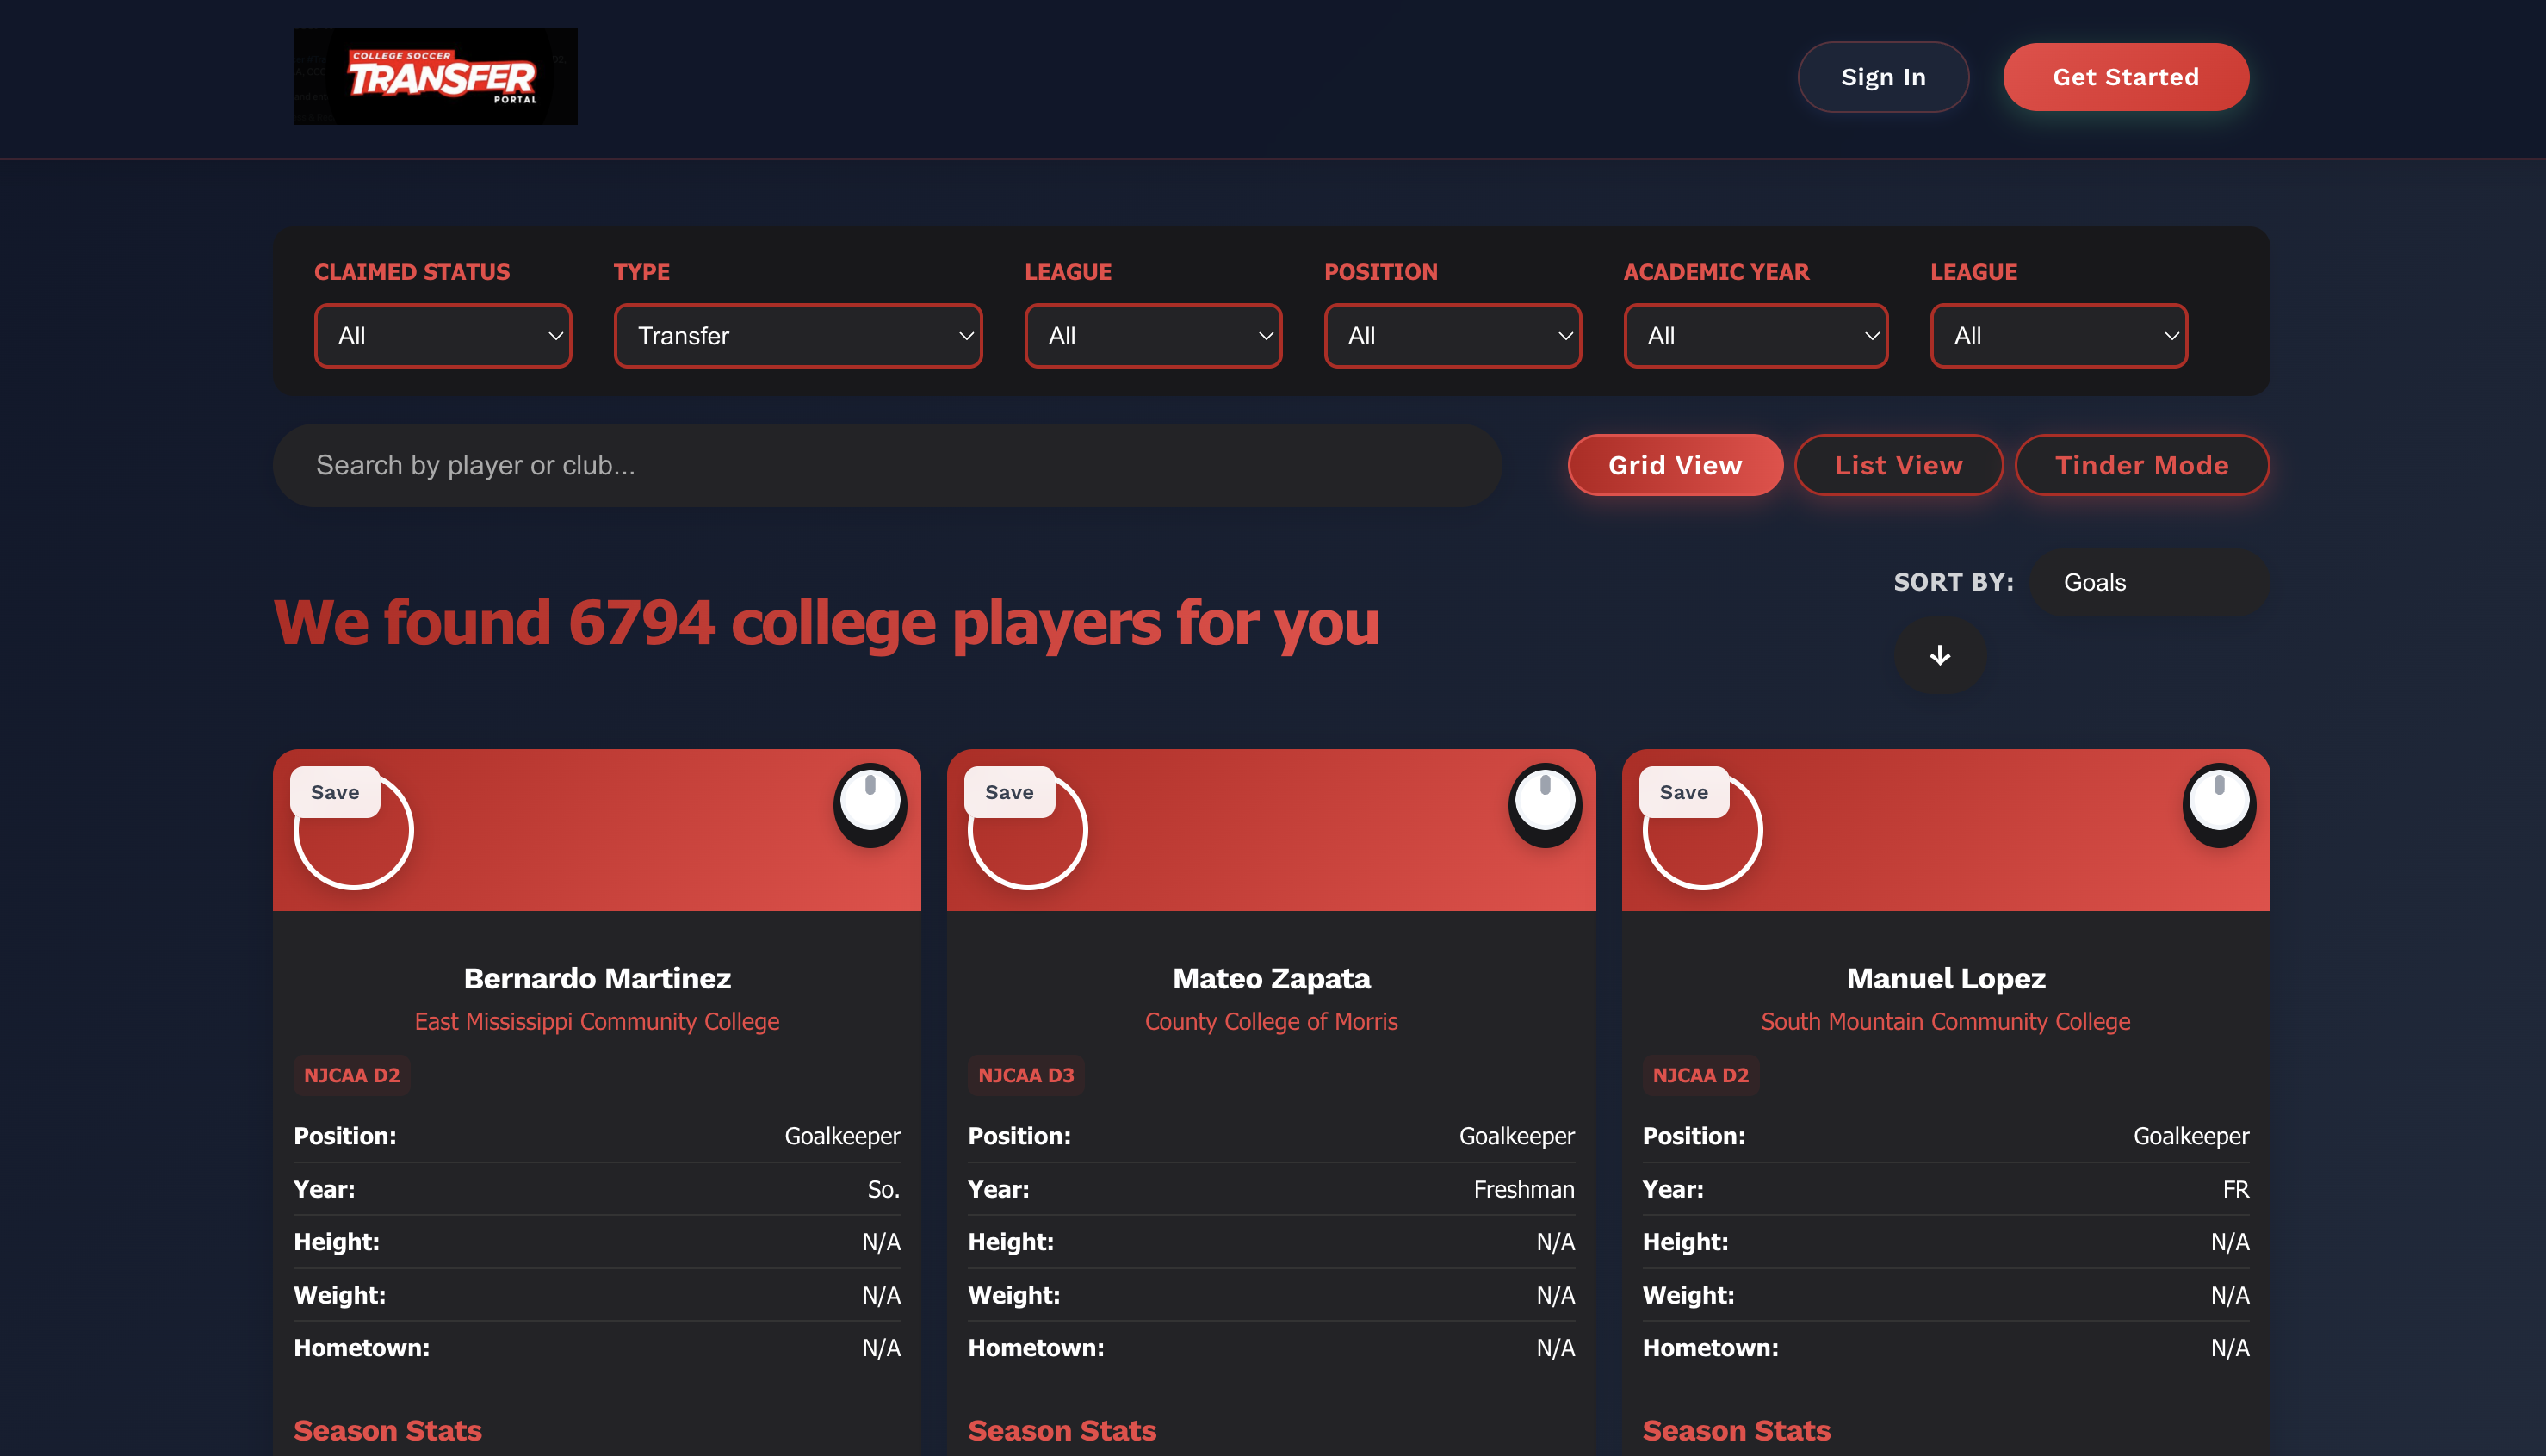 COLLEGE SOCCER
TRANSFER
PORTAL
Sign In
Get Started
CLAIMED STATUS
TYPE
LEAGUE
POSITION
ACADEMIC YEAR
LEAGUE
All
Transfer
All
All
All
All
Search by player or club...
Grid View
List View
Tinder Mode
We found 6794 college players for you
SORT BY:
Goals
Save
Bernardo Martinez
East Mississippi Community College
NJCAA D2
Position:
Goalkeeper
Year:
So.
Height:
N/A
Weight:
N/A
Hometown:
N/A
Season Stats
Save
Mateo Zapata
County College of Morris
NJCAA D3
Position:
Goalkeeper
Year:
Freshman
Height:
N/A
Weight:
N/A
Hometown:
N/A
Season Stats
Save
Manuel Lopez
South Mountain Community College
NJCAA D2
Position:
Goalkeeper
Year:
FR
Height:
N/A
Weight:
N/A
Hometown:
N/A
Season Stats